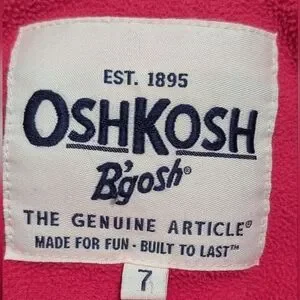 EST. 1895
OSHKOSH
B'gosh®
THE GENUINE ARTICLE®
MADE FOR FUN · BUILT TO LAST™
7